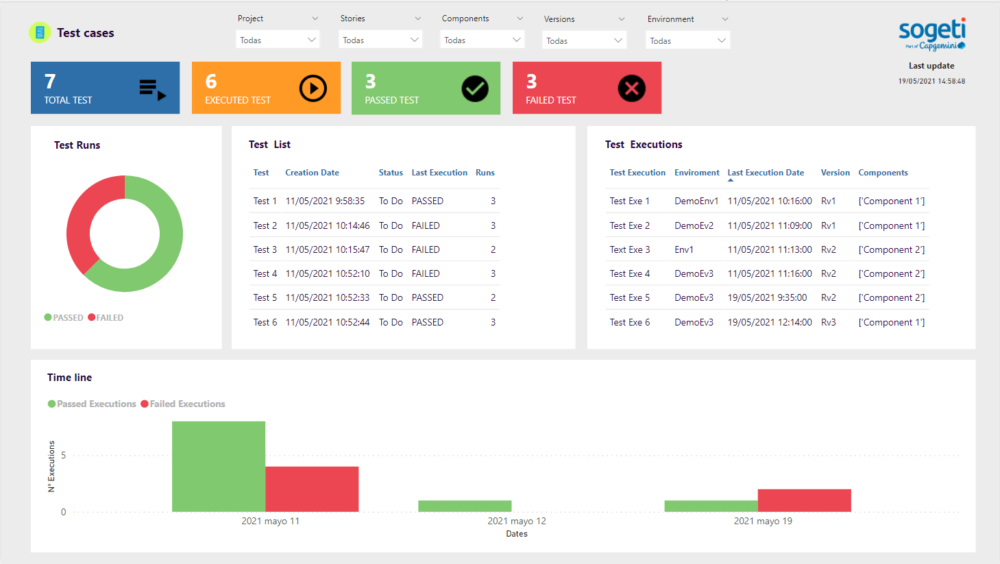 Test cases
Project
Stories
Components
Versions
Environment
Todas
Todas
Todas
Todas
Todas
sogeti
Part of Capgemini
Last update
19/05/2021 14:58:48
7
TOTAL TEST
6
EXECUTED TEST
3
PASSED TEST
3
FAILED TEST
Test Runs
PASSED FAILED
Test List
Test Creation Date Status Last Execution Runs
Test 1 11/05/2021 9:58:35 To Do PASSED 3
Test 2 11/05/2021 10:14:46 To Do FAILED 3
Test 3 11/05/2021 10:15:47 To Do FAILED 2
Test 4 11/05/2021 10:52:10 To Do FAILED 3
Test 5 11/05/2021 10:52:33 To Do PASSED 2
Test 6 11/05/2021 10:52:44 To Do PASSED 3
Test Executions
Test Execution Enviroment Last Execution Date Version Components
Test Exe 1 DemoEnv1 11/05/2021 10:16:00 Rv1 ['Component 1']
Test Exe 2 DemoEv2 11/05/2021 11:09:00 Rv1 ['Component 1']
Text Exe 3 Env1 11/05/2021 11:13:00 Rv2 ['Component 2']
Test Exe 4 DemoEv3 11/05/2021 11:16:00 Rv2 ['Component 2']
Test Exe 5 DemoEv3 19/05/2021 9:35:00 Rv2 ['Component 2']
Test Exe 6 DemoEv3 19/05/2021 12:14:00 Rv3 ['Component 1']
Time line
Passed Executions Failed Executions
N° Executions
5
0
2021 mayo 11
2021 mayo 12
2021 mayo 19
Dates